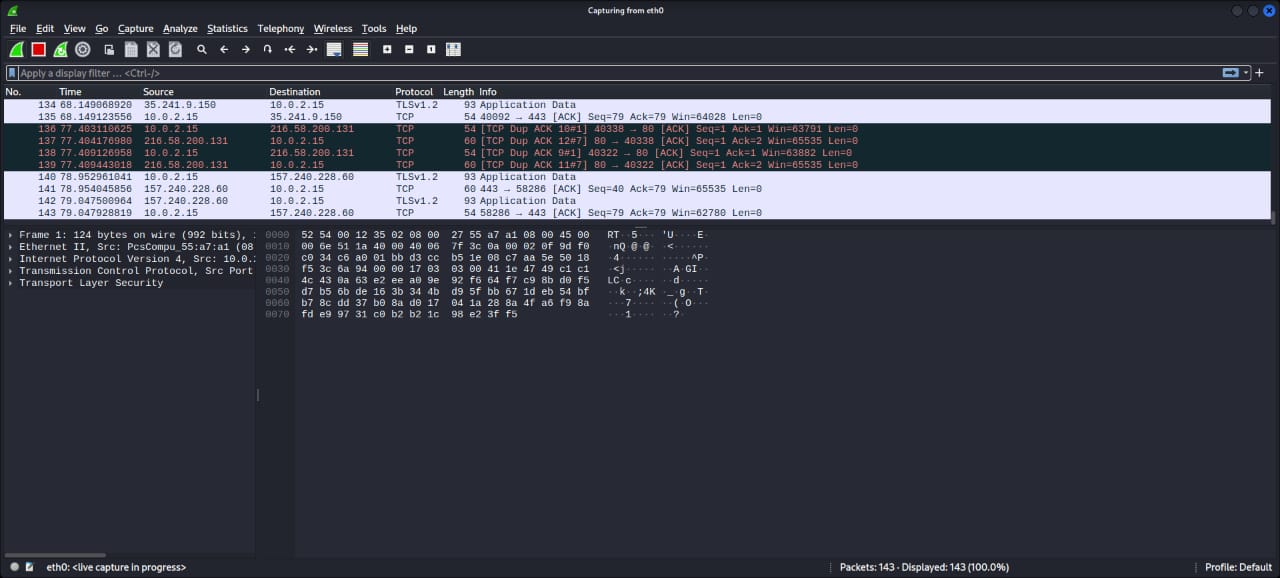 Capturing from eth0
File Edit View Go Capture Analyze Statistics Telephony Wireless Tools Help
Apply a display filter ... <Ctrl-/>
No. Time Source Destination Protocol Length Info
134 68.149068920 35.241.9.150 10.0.2.15 TLSv1.2 93 Application Data
135 68.149123556 10.0.2.15 35.241.9.150 TCP 54 40092 → 443 [ACK] Seq=79 Ack=79 Win=64028 Len=0
136 77.403110625 10.0.2.15 216.58.200.131 TCP 54 [TCP Dup ACK 10#1] 40338 → 80 [ACK] Seq=1 Ack=1 Win=63791 Len=0
137 77.404176980 216.58.200.131 10.0.2.15 TCP 60 [TCP Dup ACK 12#7] 80 → 40338 [ACK] Seq=1 Ack=2 Win=65535 Len=0
138 77.409126958 10.0.2.15 216.58.200.131 TCP 54 [TCP Dup ACK 9#1] 40322 → 80 [ACK] Seq=1 Ack=1 Win=63882 Len=0
139 77.409443018 216.58.200.131 10.0.2.15 TCP 60 [TCP Dup ACK 11#7] 80 → 40322 [ACK] Seq=1 Ack=2 Win=65535 Len=0
140 78.952961041 10.0.2.15 157.240.228.60 TLSv1.2 93 Application Data
141 78.954045856 157.240.228.60 10.0.2.15 TCP 60 443 → 58286 [ACK] Seq=40 Ack=79 Win=65535 Len=0
142 79.047500964 157.240.228.60 10.0.2.15 TLSv1.2 93 Application Data
143 79.047928819 10.0.2.15 157.240.228.60 TCP 54 58286 → 443 [ACK] Seq=79 Ack=79 Win=62780 Len=0
Frame 1: 124 bytes on wire (992 bits),
Ethernet II, Src: PcsCompu_55:a7:a1 (08
Internet Protocol Version 4, Src: 10.0.
Transmission Control Protocol, Src Port
Transport Layer Security
0000 52 54 00 12 35 02 08 00 27 55 a7 a1 08 00 45 00 RT··5··· 'U····E·
0010 00 6e 51 1a 40 00 40 06 7f 3c 0a 00 02 0f 9d f0 ·nQ·@·@· ·<······
0020 c0 34 c6 a0 01 bb d3 cc b5 1e 08 c7 aa 5e 50 18 ·4······ ·····^P·
0030 f5 3c 6a 94 00 00 17 03 03 00 41 1e 47 49 c1 c1 ·<j····· ··A·GI··
0040 4c 43 0a 63 e2 ee a0 9e 92 f6 64 f7 c9 8b d0 f5 LC·c···· ··d·····
0050 d7 b5 6b de 16 3b 34 4b d9 5f bb 67 1d eb 54 bf ··k··;4K ·_·g··T·
0060 b7 8c dd 37 b0 8a d0 17 04 1a 28 8a 4f a6 f9 8a ···7···· ··(·O···
0070 fd e9 97 31 c0 b2 b2 1c 98 e2 3f f5 ···1···· ··?·
eth0: <live capture in progress> Packets: 143 · Displayed: 143 (100.0%) Profile: Default